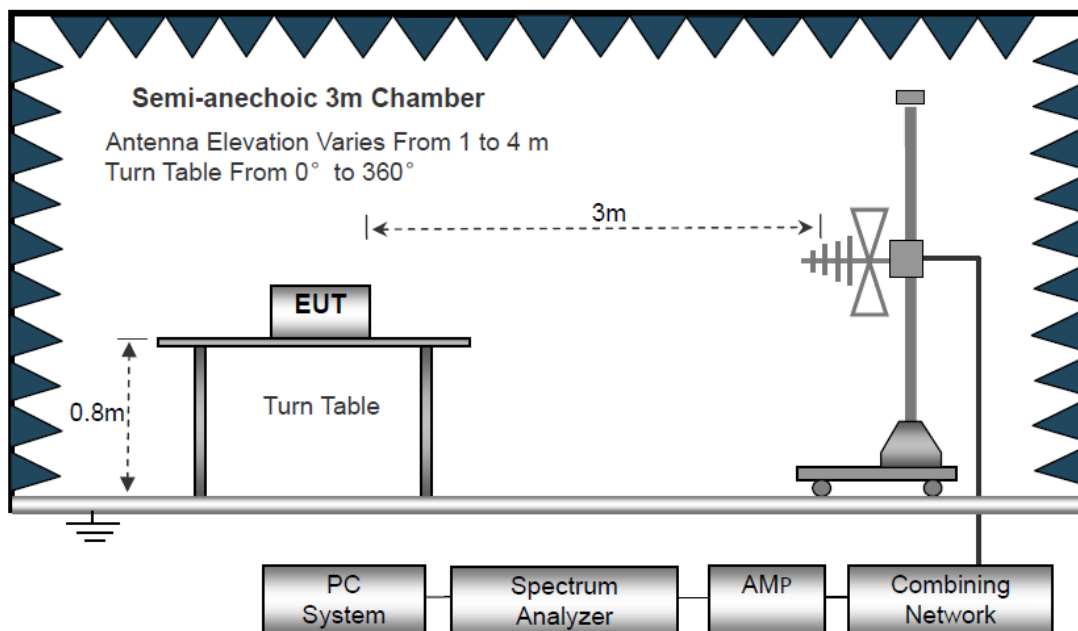 Semi-anechoic 3m Chamber
Antenna Elevation Varies From 1 to 4 m
Turn Table From 0° to 360°
3m
EUT
0.8m
Turn Table
PC
System
Spectrum
Analyzer
AMP
Combining
Network